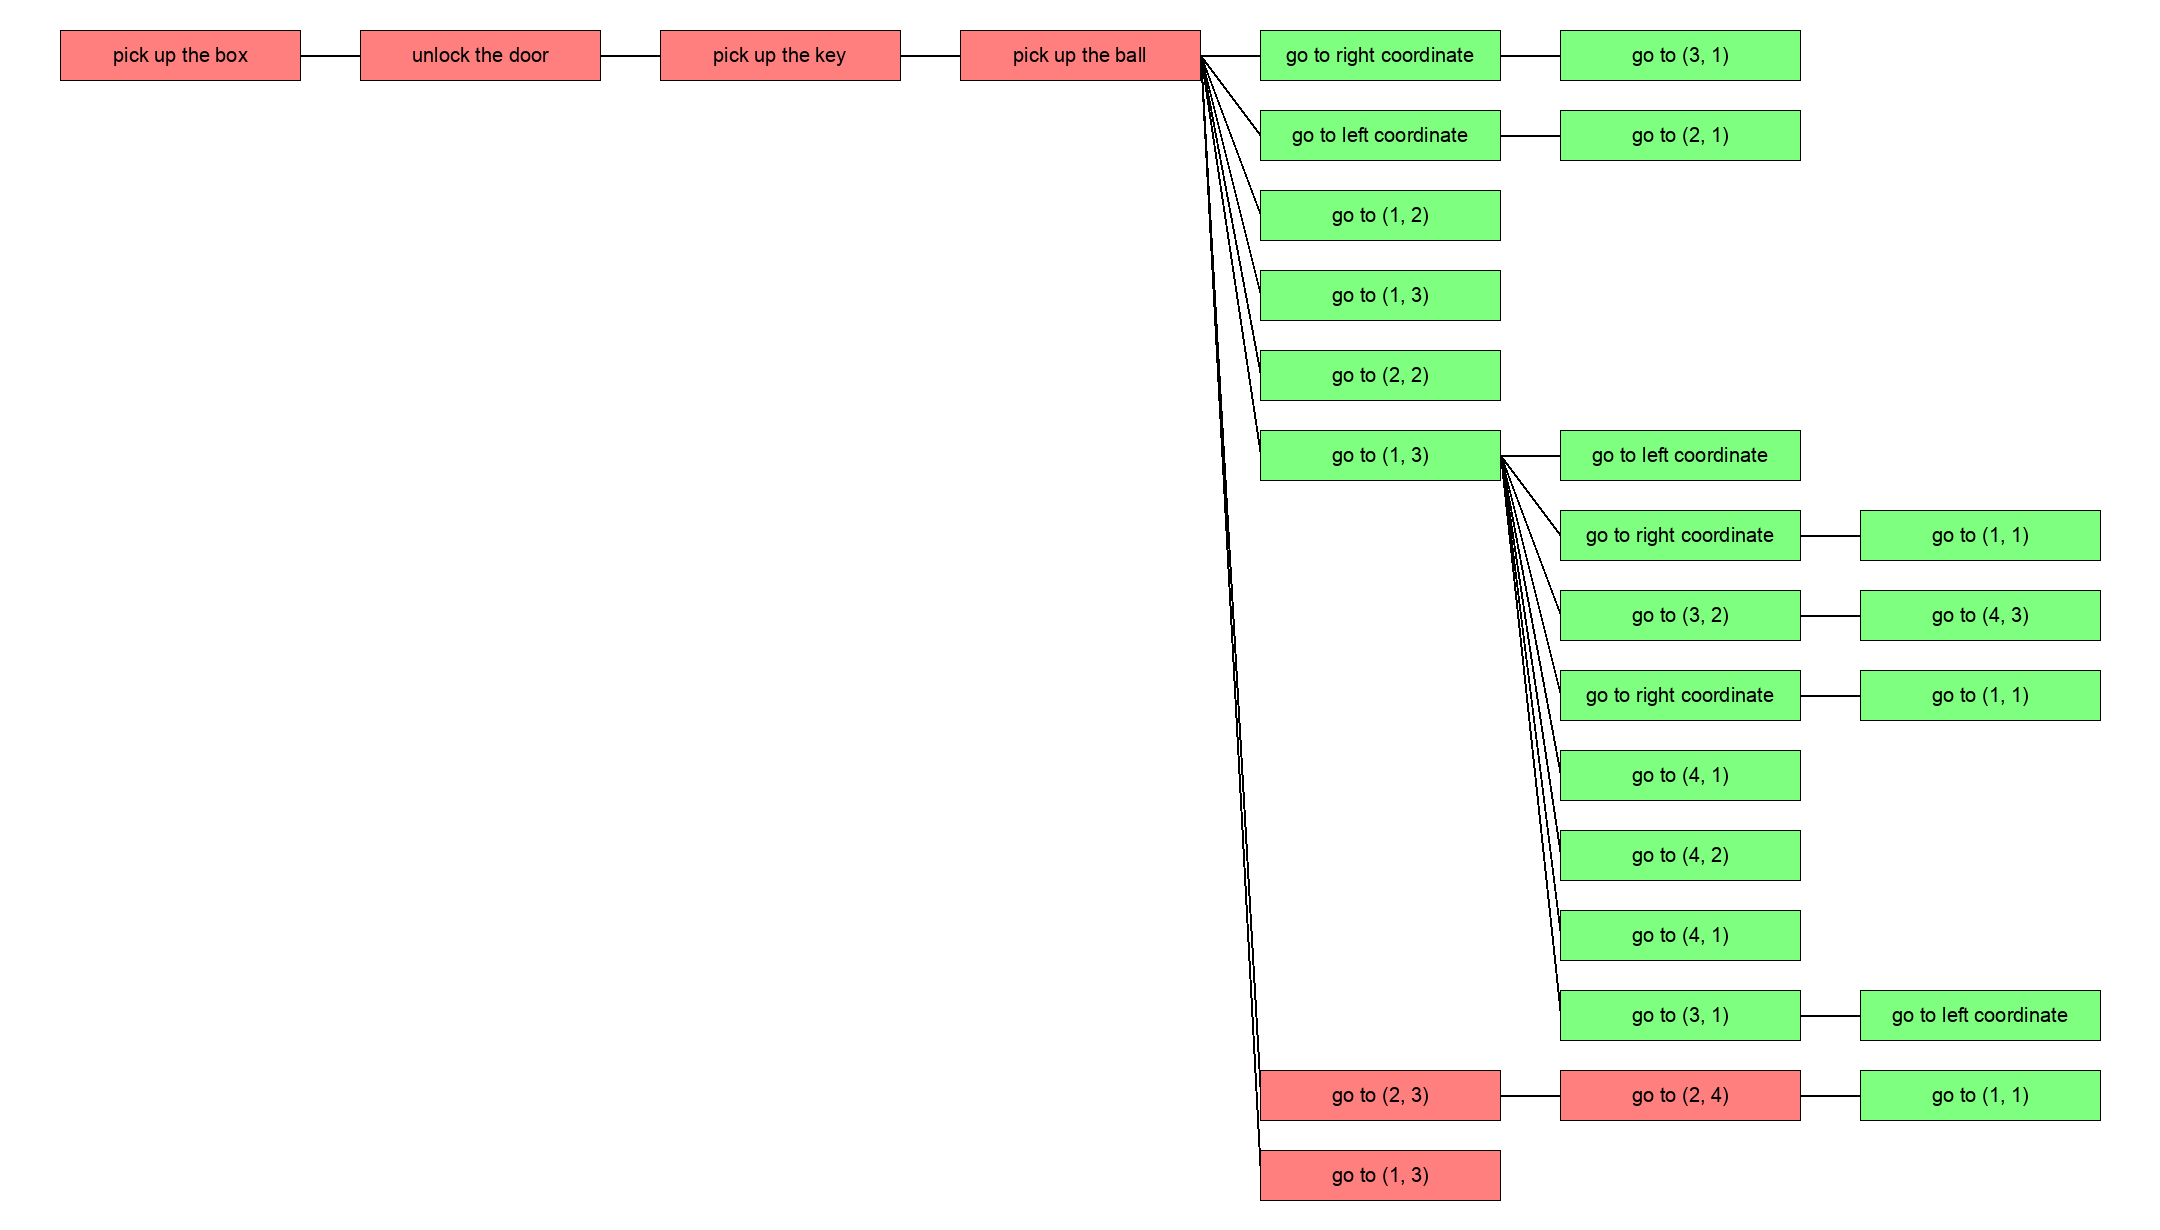 pick up the box
unlock the door
pick up the key
pick up the ball
go to right coordinate
go to (3, 1)
go to left coordinate
go to (2, 1)
go to (1, 2)
go to (1, 3)
go to (2, 2)
go to (1, 3)
go to left coordinate
go to right coordinate
go to (1, 1)
go to (3, 2)
go to (4, 3)
go to right coordinate
go to (1, 1)
go to (4, 1)
go to (4, 2)
go to (4, 1)
go to (3, 1)
go to left coordinate
go to (2, 3)
go to (2, 4)
go to (1, 1)
go to (1, 3)